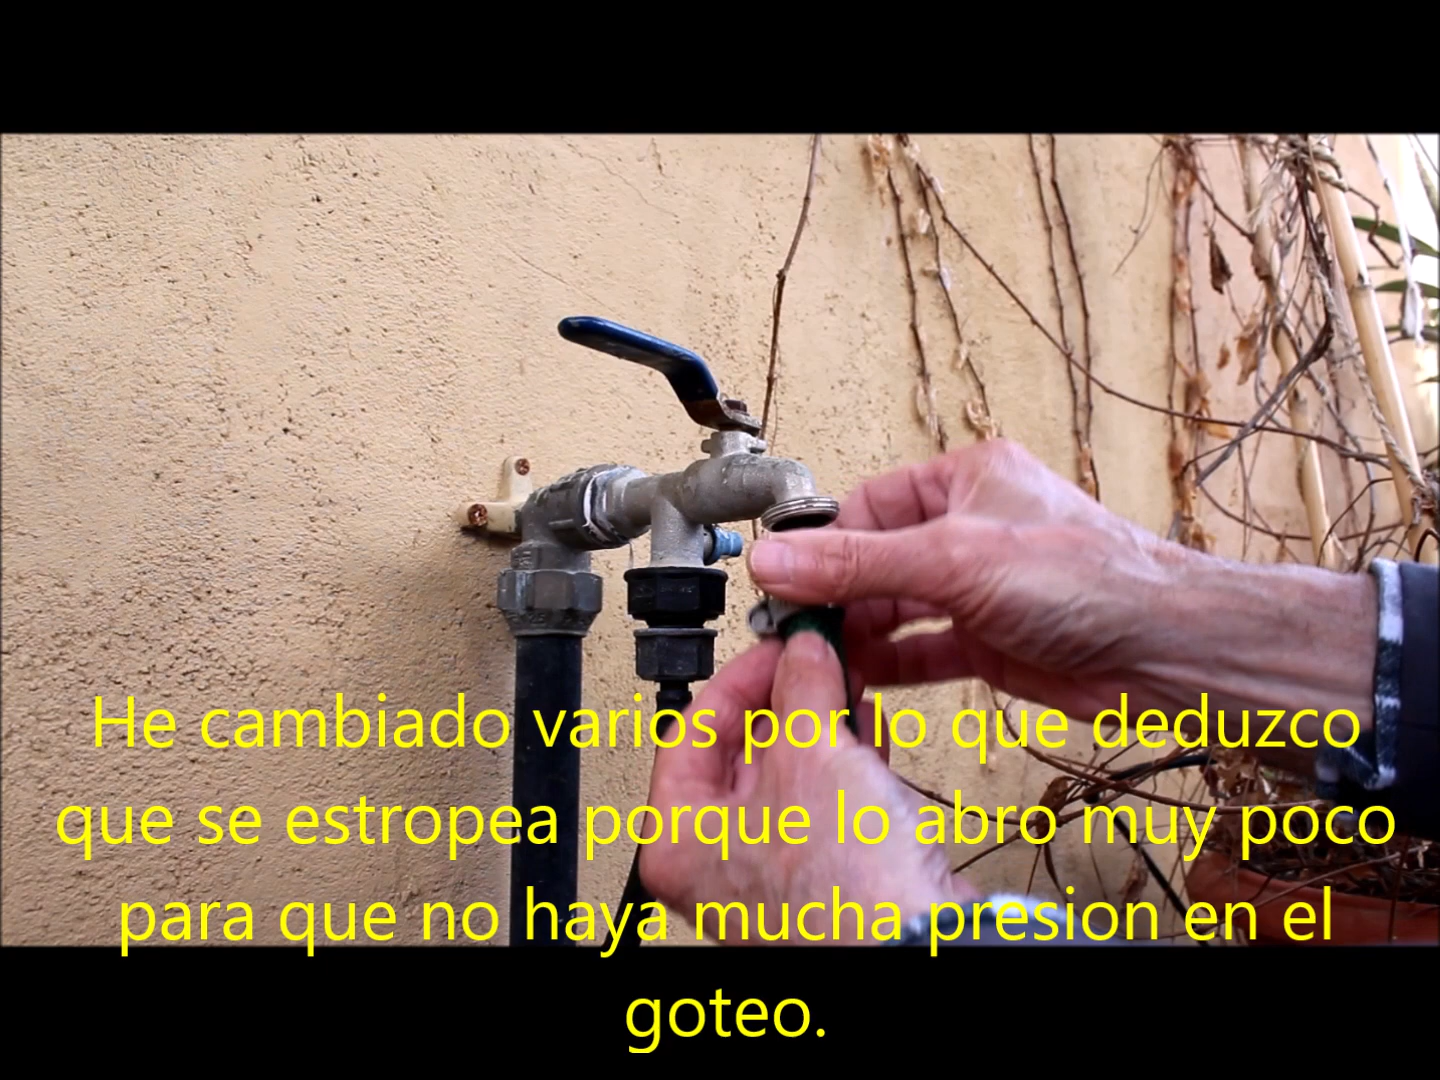 He cambiado varios por lo que deduzco
que se estropea porque lo abro muy poco
para que no haya mucha presion en el
goteo.